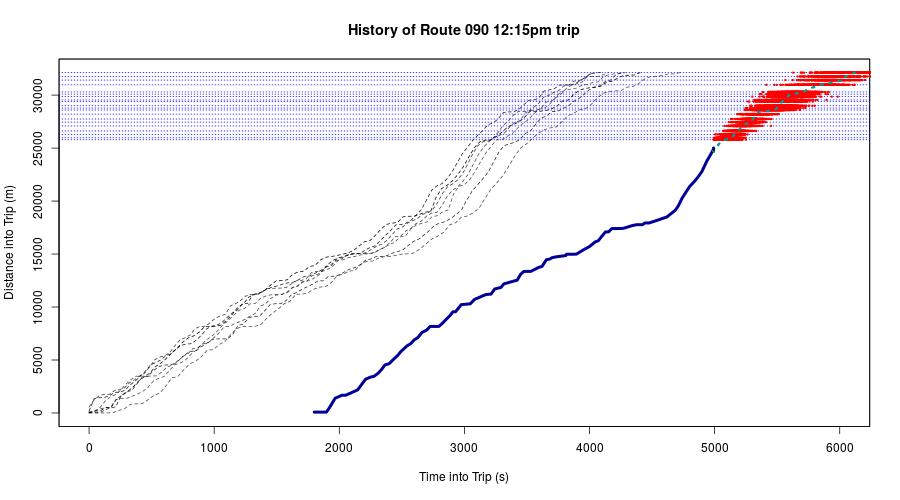 History of Route 090 12:15pm trip
Distance into Trip (m)
30000
25000
20000
15000
10000
5000
0
0 1000 2000 3000 4000 5000 6000
Time into Trip (s)